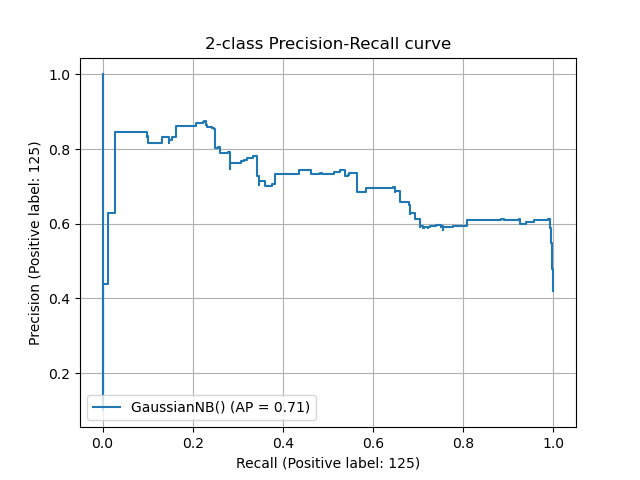 2-class Precision-Recall curve
Precision (Positive label: 125)
1.0
0.8
0.6
0.4
0.2
GaussianNB() (AP = 0.71)
0.0 0.2 0.4 0.6 0.8 1.0
Recall (Positive label: 125)